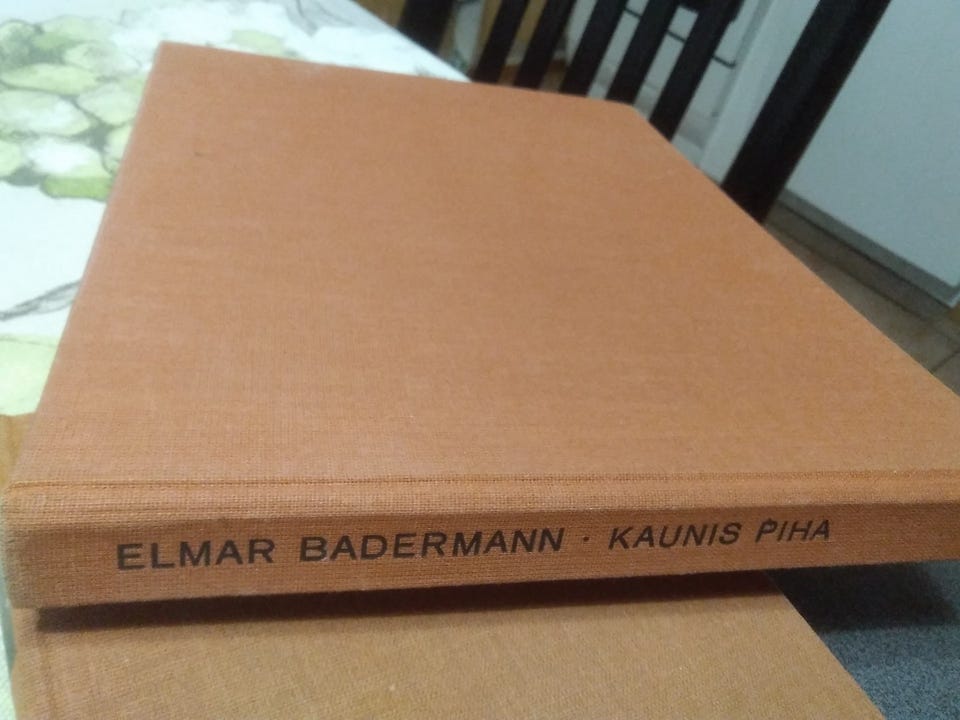 ELMAR BADERMANN · KAUNIS PIHA